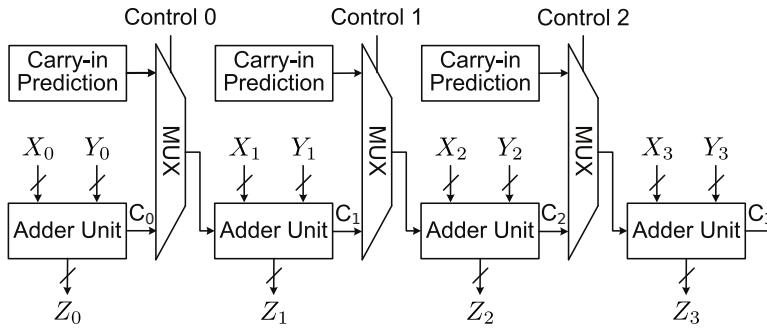 Control 0 Control 1 Control 2
Carry-in Prediction Carry-in Prediction Carry-in Prediction
MUX MUX MUX
X0 Y0 X1 Y1 X2 Y2 X3 Y3
Adder Unit C0 Adder Unit C1 Adder Unit C2 Adder Unit
Z0 Z1 Z2 Z3